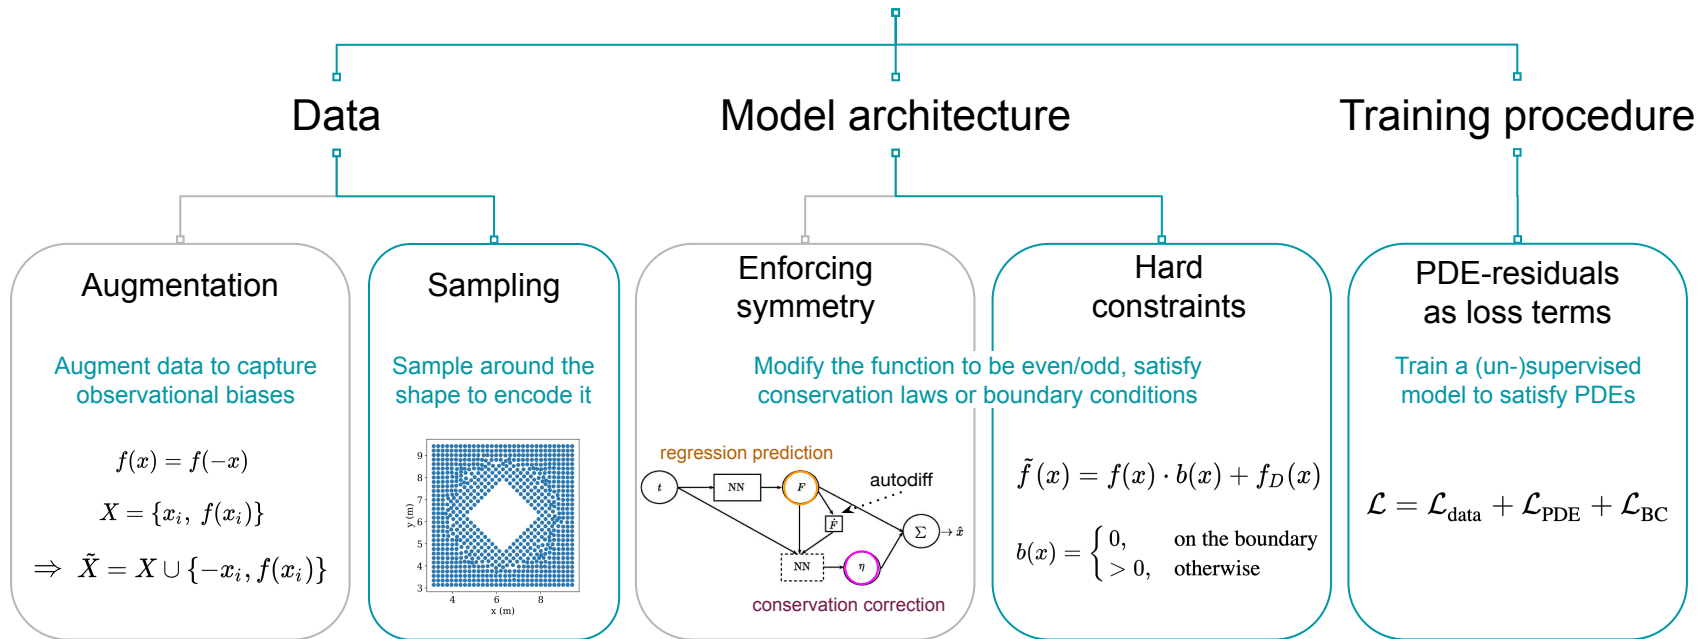 Data
Model architecture
Training procedure
Augmentation
Augment data to capture
observational biases
f(x) = f(−x)
X = {x_i, f(x_i)}
⇒ X̃ = X ∪ {−x_i, f(x_i)}
Sampling
Sample around the
shape to encode it
y (m)
9
8
7
6
5
4
3
4
6
8
x (m)
Enforcing
symmetry
Hard
constraints
Modify the function to be even/odd, satisfy
conservation laws or boundary conditions
regression prediction
autodiff
t
NN
F
Ḟ
Σ
x̂
NN
η
conservation correction
f̃(x) = f(x) · b(x) + f_D(x)
b(x) = { 0, on the boundary
> 0, otherwise
PDE-residuals
as loss terms
Train a (un-)supervised
model to satisfy PDEs
ℒ = ℒ_data + ℒ_PDE + ℒ_BC